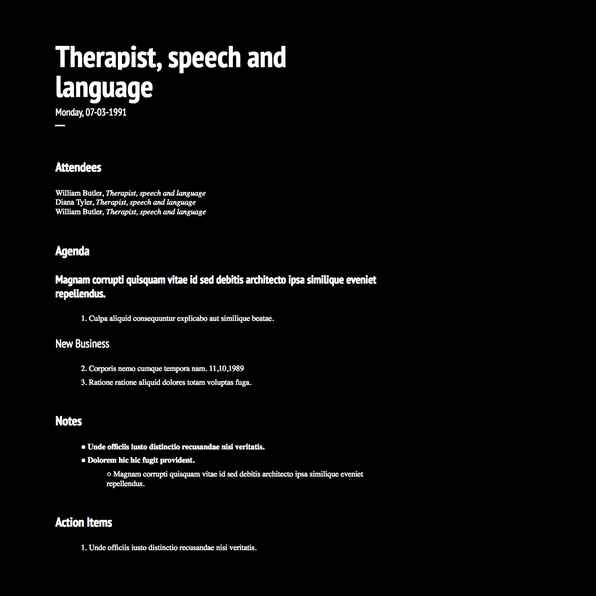 Therapist, speech and
language
Monday, 07-03-1991
Attendees
William Butler, Therapist, speech and language
Diana Tyler, Therapist, speech and language
William Butler, Therapist, speech and language
Agenda
Magnam corrupti quisquam vitae id sed debitis architecto ipsa similique eveniet
repellendus.
1. Culpa aliquid consequuntur explicabo aut similique beatae.
New Business
2. Corporis nemo cumque tempora nam. 11,10,1989
3. Ratione ratione aliquid dolores totam voluptas fuga.
Notes
● Unde officiis iusto distinctio recusandae nisi veritatis.
● Dolorem hic hic fugit provident.
○ Magnam corrupti quisquam vitae id sed debitis architecto ipsa similique eveniet
repellendus.
Action Items
1. Unde officiis iusto distinctio recusandae nisi veritatis.